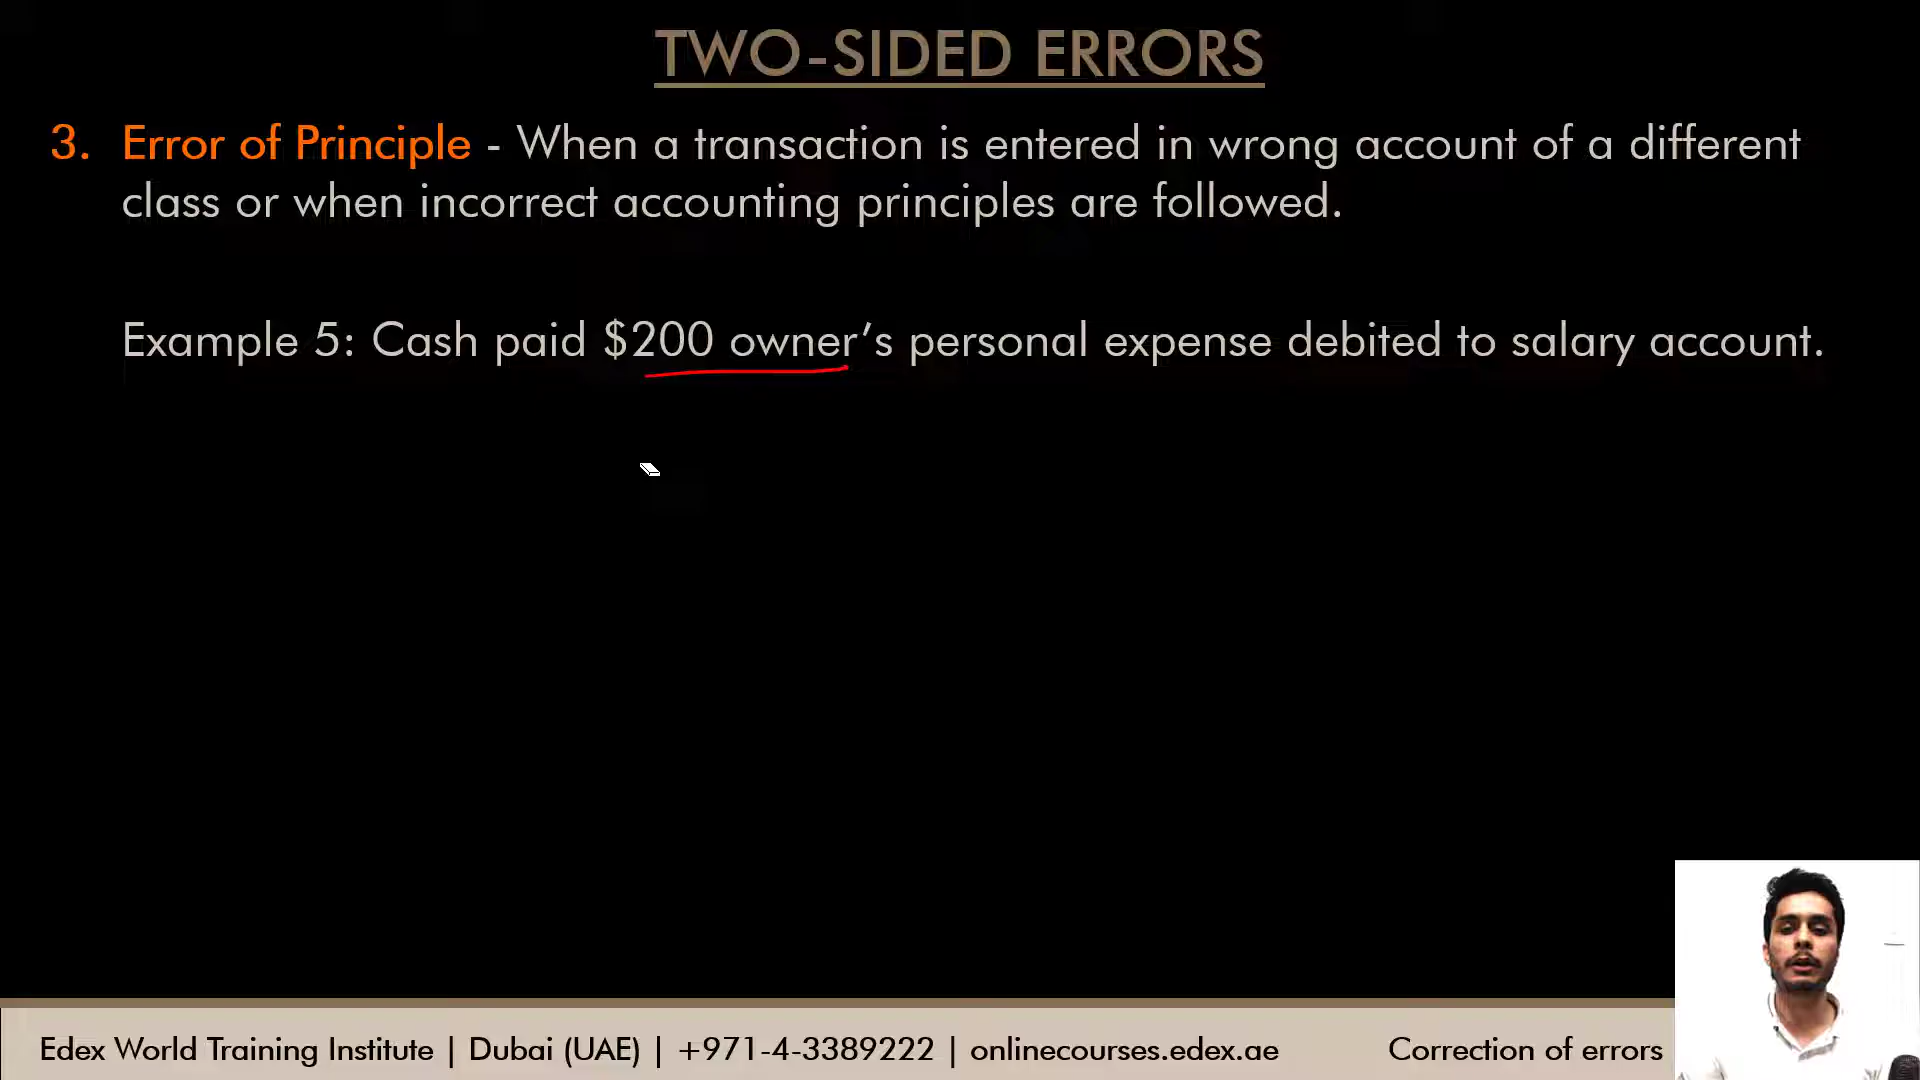 TWO-SIDED ERRORS
3. Error of Principle - When a transaction is entered in wrong account of a different
class or when incorrect accounting principles are followed.
Example 5: Cash paid $200 owner’s personal expense debited to salary account.
Edex World Training Institute | Dubai (UAE) | +971-4-3389222 | onlinecourses.edex.ae Correction of errors